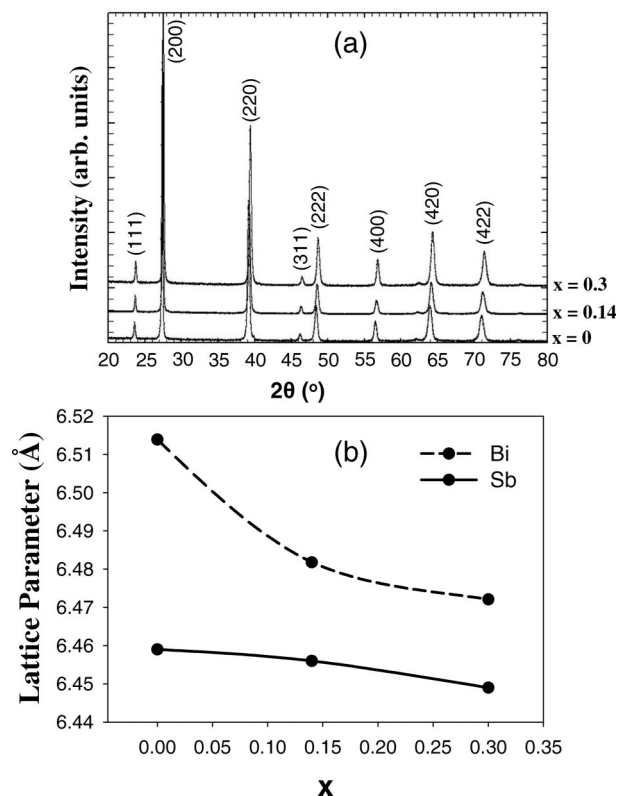 (a)
Intensity (arb. units)
(111)
(200)
(220)
(311)
(222)
(400)
(420)
(422)
x = 0.3
x = 0.14
x = 0
20 25 30 35 40 45 50 55 60 65 70 75 80
2θ (°)
(b)
Lattice Parameter (Å)
6.52
6.51
6.50
6.49
6.48
6.47
6.46
6.45
6.44
Bi
Sb
0.00 0.05 0.10 0.15 0.20 0.25 0.30 0.35
x